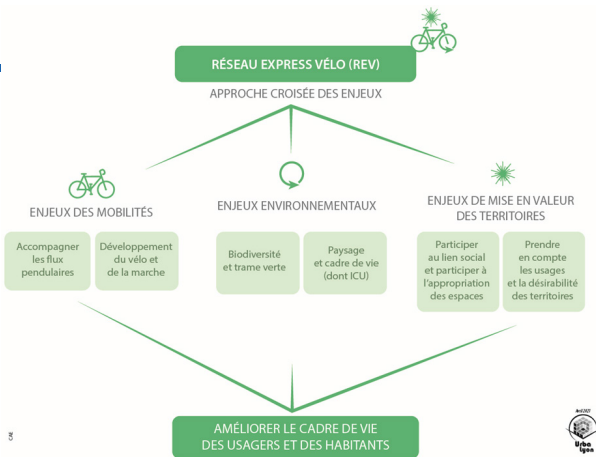 RÉSEAU EXPRESS VÉLO (REV)
APPROCHE CROISÉE DES ENJEUX
ENJEUX DES MOBILITÉS
Accompagner
les flux
pendulaires
Développement
du vélo et
de la marche
ENJEUX ENVIRONNEMENTAUX
Biodiversité
et trame verte
Paysage
et cadre de vie
(dont ICU)
ENJEUX DE MISE EN VALEUR
DES TERRITOIRES
Participer
au lien social
et participer à
l'appropriation
des espaces
Prendre
en compte
les usages
et la désirabilité
des territoires
AMÉLIORER LE CADRE DE VIE
DES USAGERS ET DES HABITANTS
Urba
Lyon